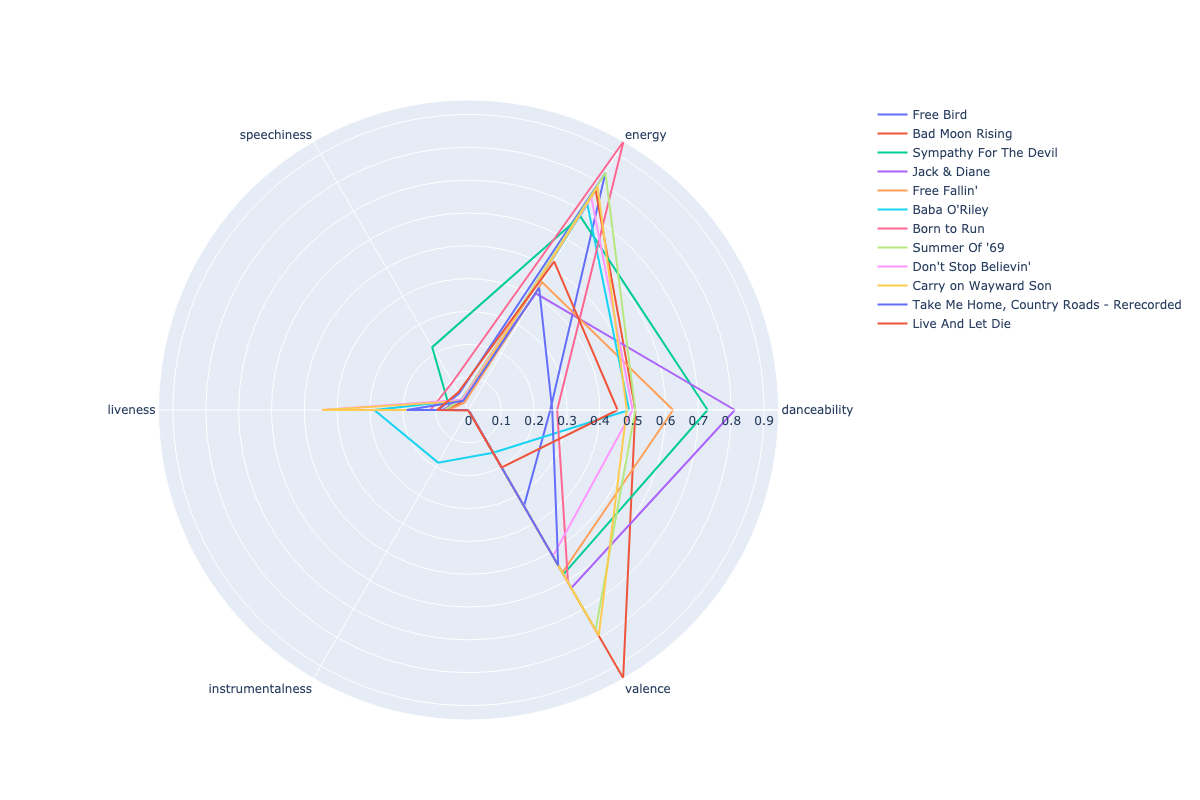 speechiness
energy
liveness
danceability
0 0.1 0.2 0.3 0.4 0.5 0.6 0.7 0.8 0.9
instrumentalness
valence
Free Bird
Bad Moon Rising
Sympathy For The Devil
Jack & Diane
Free Fallin'
Baba O'Riley
Born to Run
Summer Of '69
Don't Stop Believin'
Carry on Wayward Son
Take Me Home, Country Roads - Rerecorded
Live And Let Die